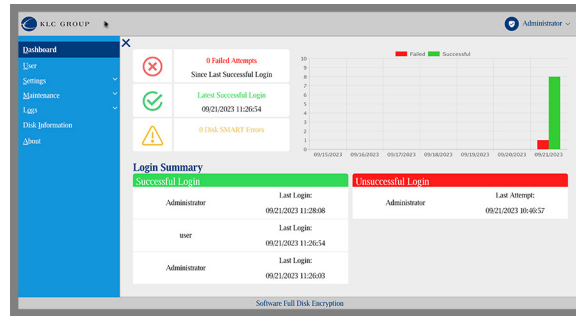 KLC GROUP
Administrator
Dashboard
User
Settings
Maintenance
Logs
Disk Information
About
0 Failed Attempts
Since Last Successful Login
Latest Successful Login
09/21/2023 11:26:54
0 Disk SMART Errors
Failed Successful
10
9
8
7
6
5
4
3
2
1
0
09/15/2023 09/16/2023 09/17/2023 09/18/2023 09/19/2023 09/20/2023 09/21/2023
Login Summary
Successful Login
Administrator
Last Login:
09/21/2023 11:28:08
user
Last Login:
09/21/2023 11:26:54
Administrator
Last Login:
09/21/2023 11:26:03
Unsuccessful Login
Administrator
Last Attempt:
09/21/2023 10:46:57
Software Full Disk Encryption